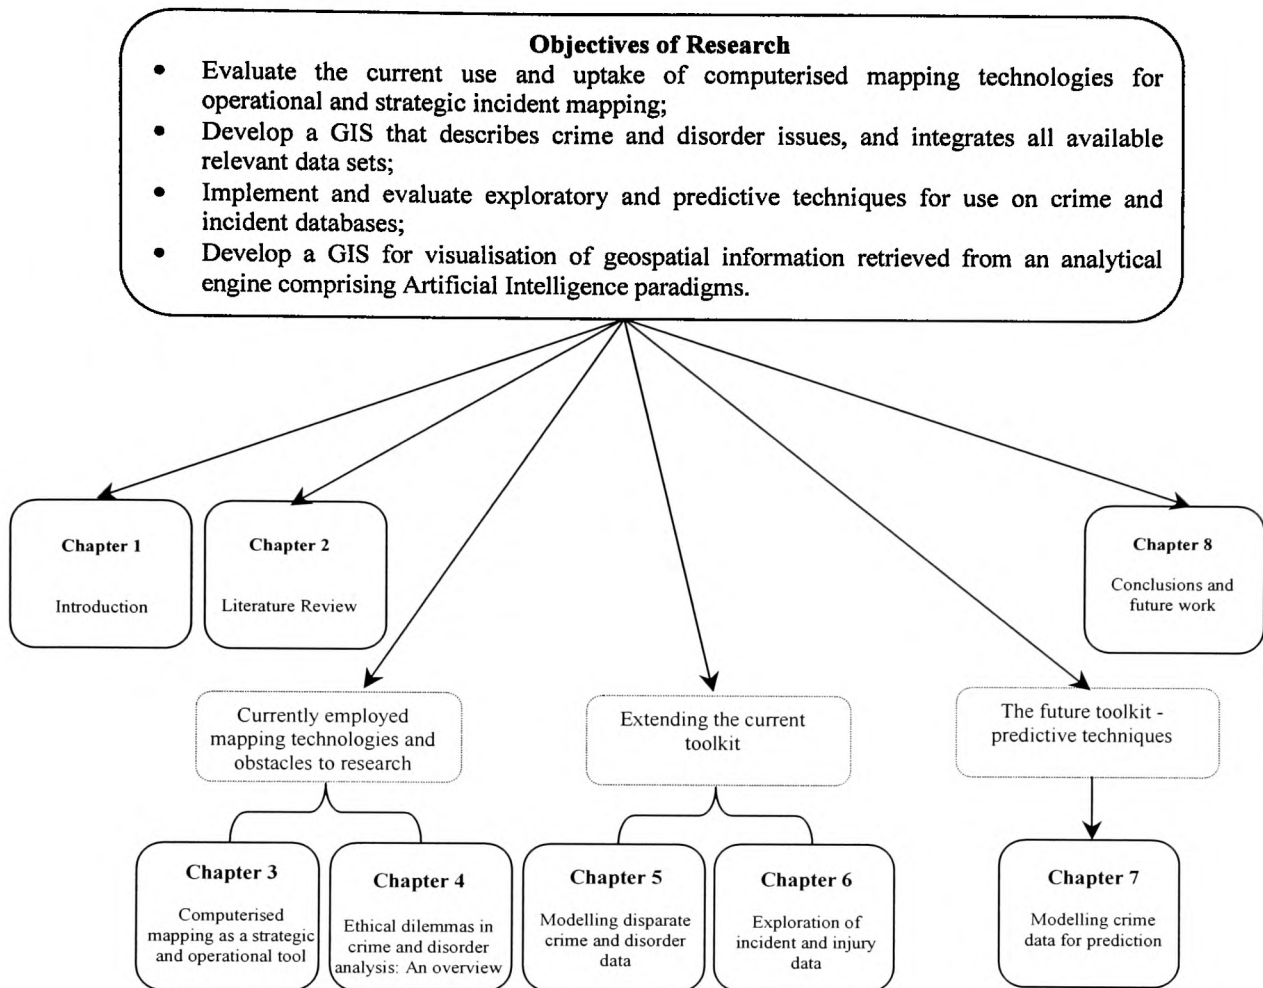 Objectives of Research
• Evaluate the current use and uptake of computerised mapping technologies for
operational and strategic incident mapping;
• Develop a GIS that describes crime and disorder issues, and integrates all available
relevant data sets;
• Implement and evaluate exploratory and predictive techniques for use on crime and
incident databases;
• Develop a GIS for visualisation of geospatial information retrieved from an analytical
engine comprising Artificial Intelligence paradigms.
Chapter 1
Introduction
Chapter 2
Literature Review
Chapter 8
Conclusions and
future work
Currently employed
mapping technologies and
obstacles to research
Extending the current
toolkit
The future toolkit -
predictive techniques
Chapter 3
Computerised
mapping as a strategic
and operational tool
Chapter 4
Ethical dilemmas in
crime and disorder
analysis: An overview
Chapter 5
Modelling disparate
crime and disorder
data
Chapter 6
Exploration of
incident and injury
data
Chapter 7
Modelling crime
data for prediction